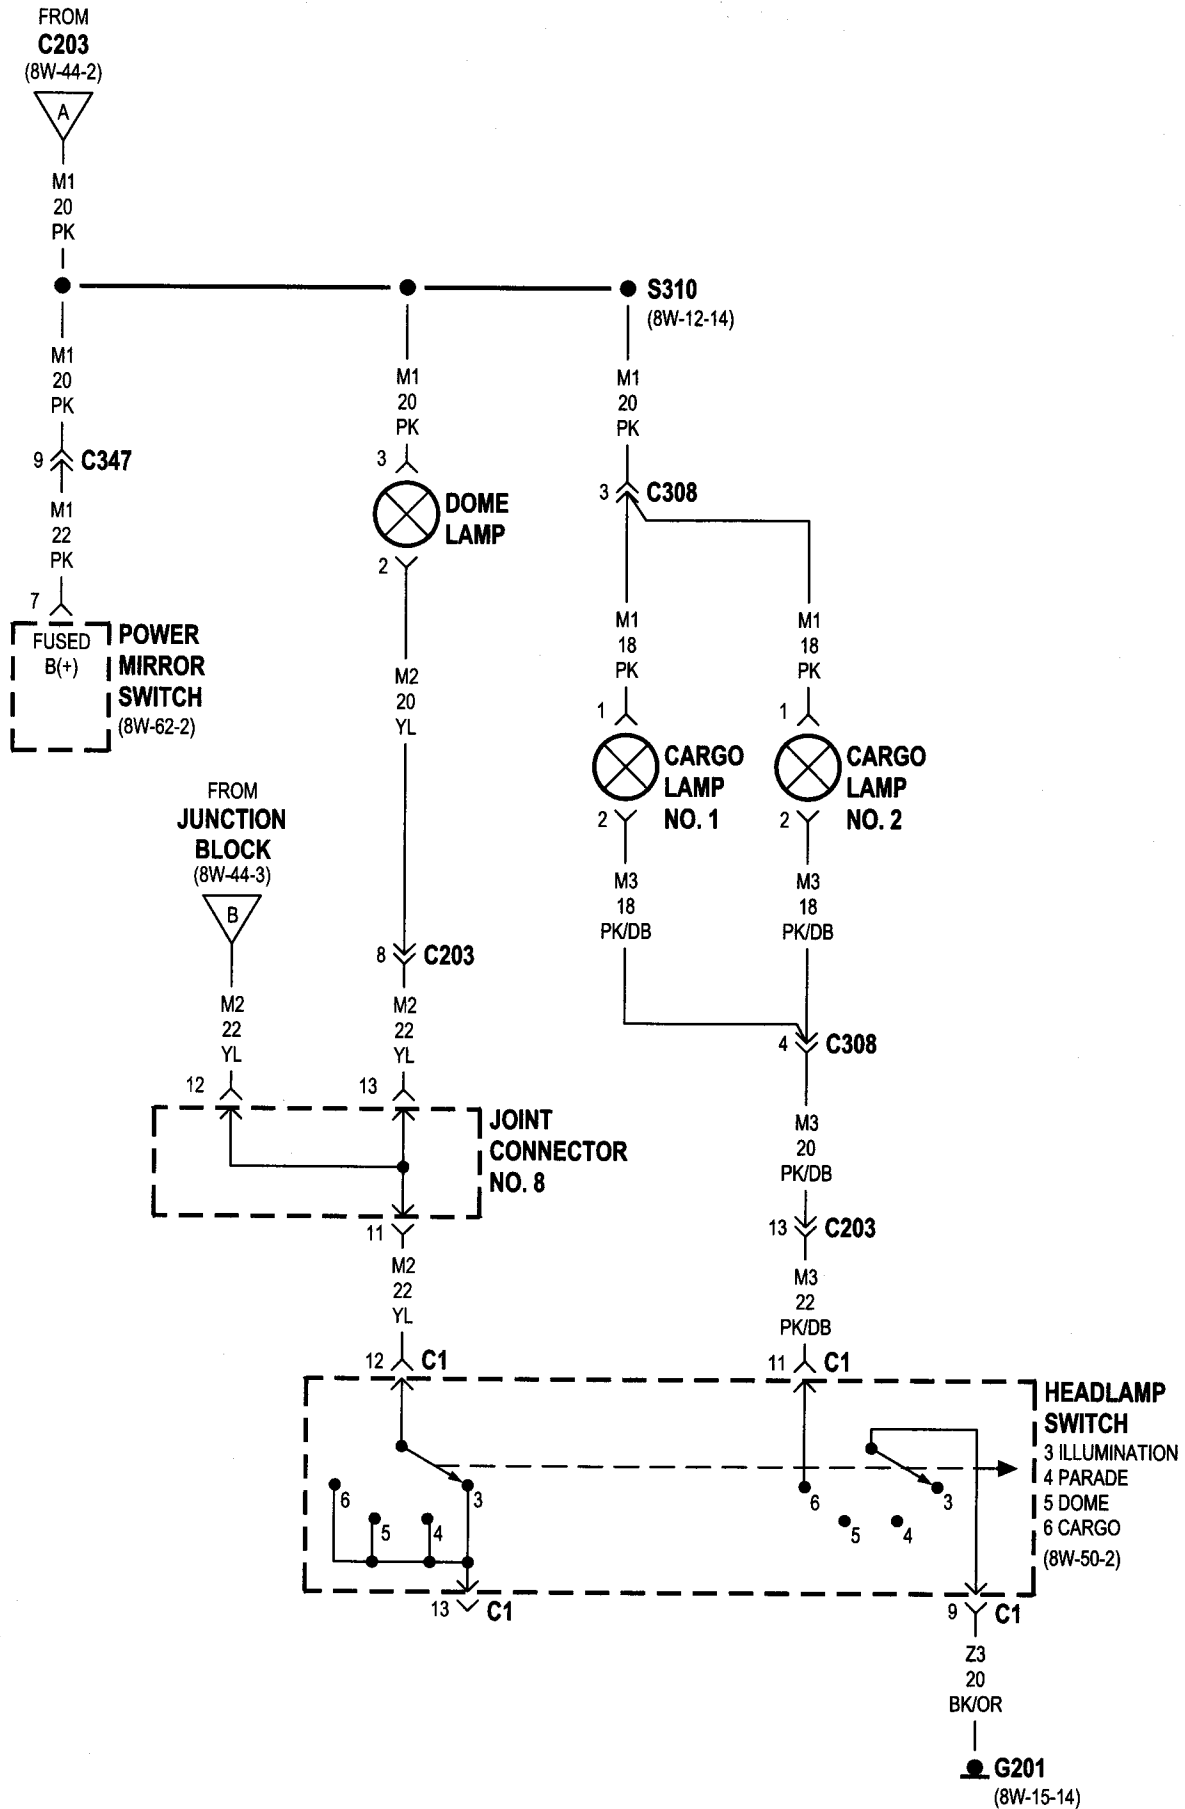 FROM
C203
(8W-44-2)
A
M1
20
PK
S310
(8W-12-14)
M1
20
PK
9
C347
M1
22
PK
7
FUSED
B(+)
POWER
MIRROR
SWITCH
(8W-62-2)
M1
20
PK
3
DOME
LAMP
2
M2
20
YL
8
C203
M2
22
YL
13
M1
20
PK
3
C308
M1
18
PK
1
CARGO
LAMP
NO. 1
2
M3
18
PK/DB
M1
18
PK
1
CARGO
LAMP
NO. 2
2
M3
18
PK/DB
4
C308
M3
20
PK/DB
13
C203
M3
22
PK/DB
11
C1
FROM
JUNCTION
BLOCK
(8W-44-3)
B
M2
22
YL
12
JOINT
CONNECTOR
NO. 8
11
M2
22
YL
12
C1
HEADLAMP
SWITCH
3 ILLUMINATION
4 PARADE
5 DOME
6 CARGO
(8W-50-2)
6
5
4
3
6
5
4
3
13
C1
9
C1
Z3
20
BK/OR
G201
(8W-15-14)